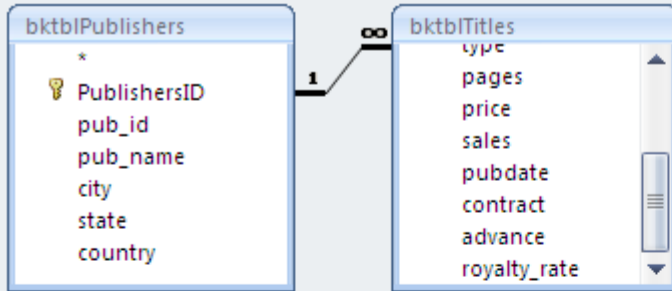 bktblPublishers
*
PublishersID
pub_id
pub_name
city
state
country
1
∞
bktblTitles
type
pages
price
sales
pubdate
contract
advance
royalty_rate